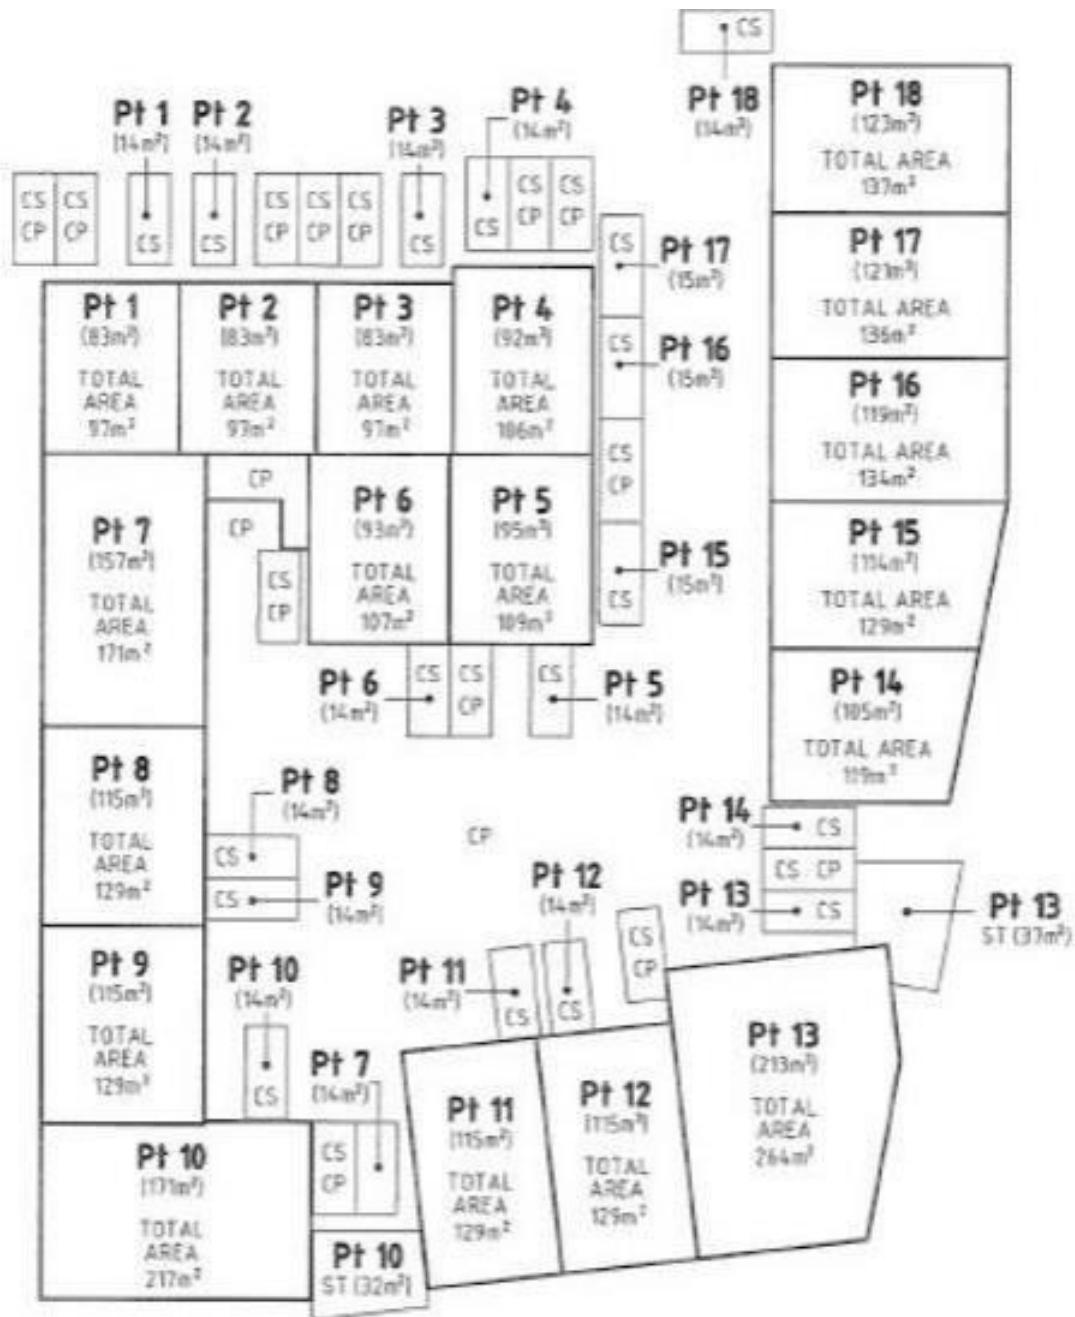 CS
Pt 18
(14m²)
Pt 18
(123m²)
TOTAL AREA
137m²
Pt 1
(14m²)
CS
Pt 2
(14m²)
CS
Pt 3
(14m²)
CS
Pt 4
(14m²)
CS
CS
CP
CS
CP
CS
CP
CS
CP
CS
CP
CS
CP
CS
CP
CS
Pt 17
(15m²)
Pt 17
(121m²)
TOTAL AREA
136m²
Pt 1
(83m²)
TOTAL
AREA
97m²
Pt 2
(83m²)
TOTAL
AREA
97m²
Pt 3
(83m²)
TOTAL
AREA
97m²
Pt 4
(92m²)
TOTAL
AREA
106m²
CS
Pt 16
(15m²)
Pt 16
(119m²)
TOTAL AREA
134m²
CS
CP
Pt 7
(157m²)
TOTAL
AREA
171m²
CP
CP
CS
CP
Pt 6
(93m²)
TOTAL
AREA
107m²
Pt 5
(95m²)
TOTAL
AREA
109m²
Pt 15
(15m²)
CS
Pt 15
(114m²)
TOTAL AREA
129m²
Pt 6
(14m²)
CS
CS
CP
CS
Pt 5
(14m²)
Pt 14
(105m²)
TOTAL AREA
119m²
Pt 8
(115m²)
TOTAL
AREA
129m²
Pt 8
(14m²)
CS
CS
Pt 9
(14m²)
CP
Pt 14
(14m²)
CS
CS CP
Pt 13
(14m²)
CS
Pt 13
ST (37m²)
Pt 12
(14m²)
CS
CS
CP
Pt 9
(115m²)
TOTAL
AREA
129m²
Pt 10
(14m²)
CS
Pt 11
(14m²)
CS
Pt 7
(14m²)
CS
CP
Pt 13
(213m²)
TOTAL
AREA
264m²
Pt 11
(115m²)
TOTAL
AREA
129m²
Pt 12
(115m²)
TOTAL
AREA
129m²
Pt 10
(171m²)
TOTAL
AREA
217m²
Pt 10
ST (32m²)